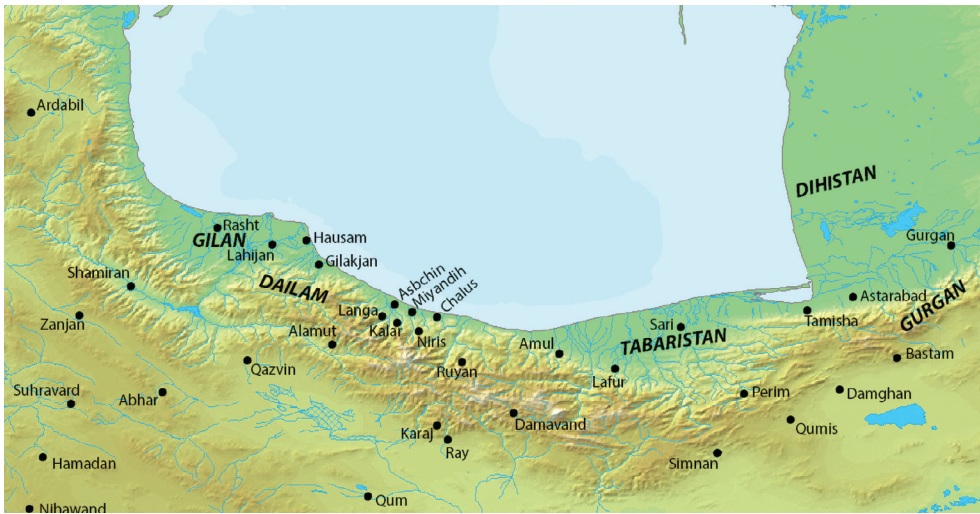 Ardabil
DIHISTAN
Rasht
GILAN
Hausam
Gurgan
Lahijan
Gilakjan
Shamiran
DAILAM
Asbchin
Miyandih
Chalus
Astarabad
GURGAN
Langa
Zanjan
Kalar
Niris
Sari
Tamisha
Alamut
TABARISTAN
Amul
Bastam
Qazvin
Ruyan
Lafur
Suhravard
Abhar
Perim
Damghan
Damavand
Karaj
Qumis
Ray
Hamadan
Simnan
Qum
Nihawand